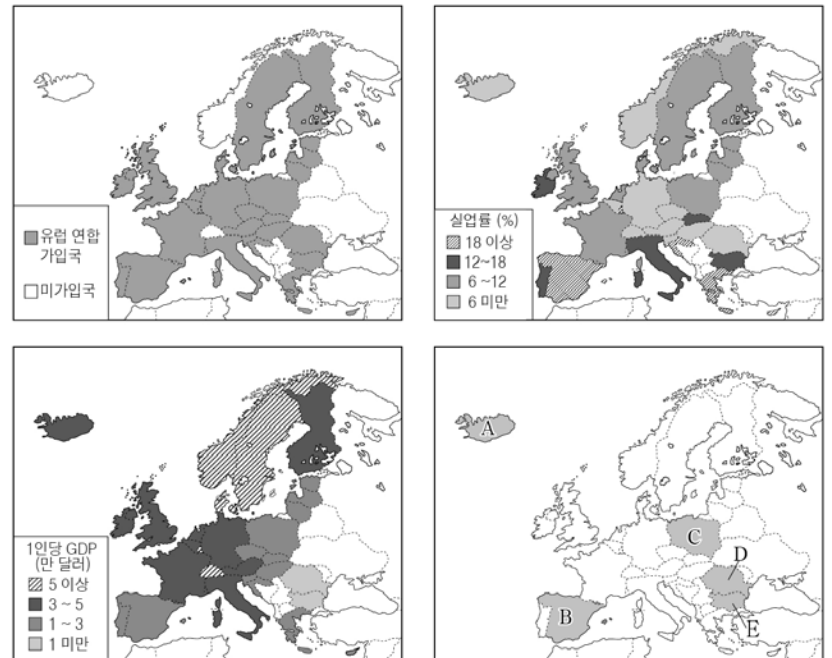 유럽 연합
가입국
미가입국
실업률 (%)
18 이상
12~18
6 ~12
6 미만
1인당 GDP
(만 달러)
5 이상
3 ~ 5
1 ~ 3
1 미만
A
C
D
B
E